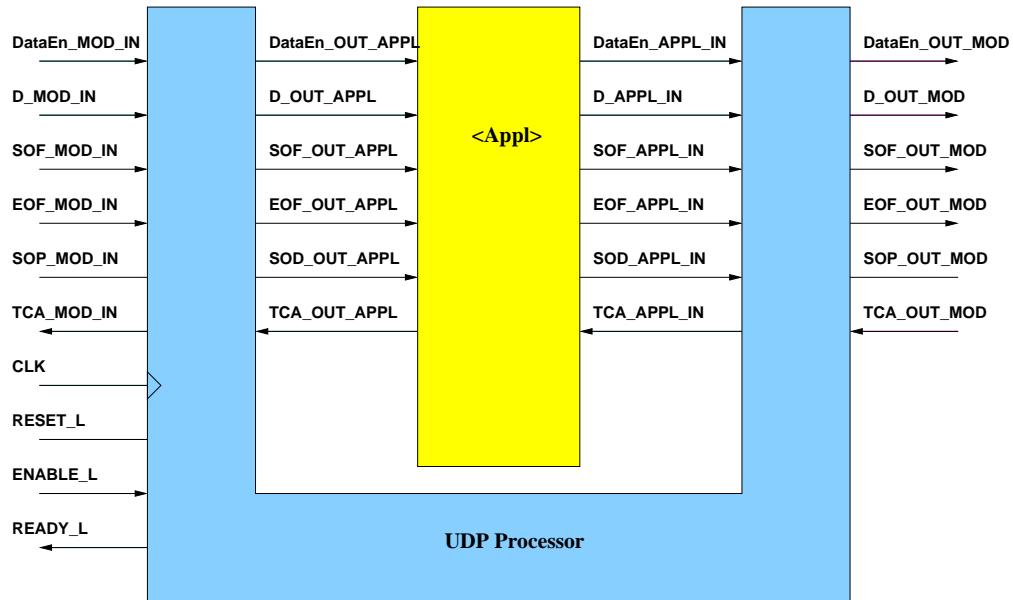 DataEn_MOD_IN DataEn_OUT_APPL DataEn_APPL_IN DataEn_OUT_MOD
D_MOD_IN D_OUT_APPL D_APPL_IN D_OUT_MOD
<Appl>
SOF_MOD_IN SOF_OUT_APPL SOF_APPL_IN SOF_OUT_MOD
EOF_MOD_IN EOF_OUT_APPL EOF_APPL_IN EOF_OUT_MOD
SOP_MOD_IN SOD_OUT_APPL SOD_APPL_IN SOP_OUT_MOD
TCA_MOD_IN TCA_OUT_APPL TCA_APPL_IN TCA_OUT_MOD
CLK
RESET_L
ENABLE_L
READY_L
UDP Processor